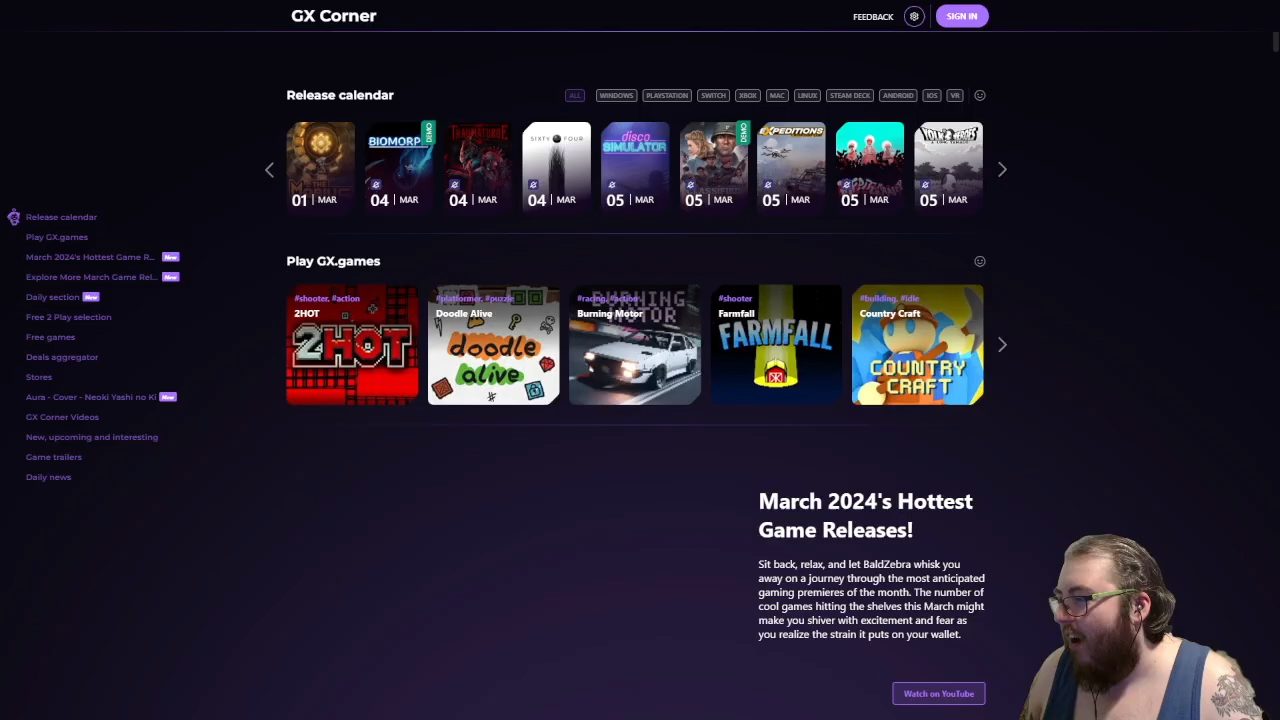 GX Corner
FEEDBACK
SIGN IN
Release calendar
ALL
WINDOWS
PLAYSTATION
SWITCH
XBOX
MAC
LINUX
STEAM DECK
ANDROID
IOS
VR
BIOMORP
DEMO
SIXTY FOUR
disco
SIMULATOR
DEMO
EXPEDITIONS
01 | MAR
04 | MAR
04 | MAR
04 | MAR
05 | MAR
05 | MAR
05 | MAR
05 | MAR
05 | MAR
Release calendar
Play GX.games
March 2024's Hottest Game R... New
Explore More March Game Rel... New
Daily section New
Free 2 Play selection
Free games
Deals aggregator
Stores
Aura - Cover - Neoki Yashi no Ki New
GX Corner Videos
New, upcoming and interesting
Game trailers
Daily news
Play GX.games
#shooter, #action
2HOT
2HOT
#platformer, #puzzle
Doodle Alive
doodle
alive
#racing, #action
Burning Motor
BURNING
MOTOR
#shooter
Farmfall
FARMFALL
#building, #idle
Country Craft
COUNTRY
CRAFT
March 2024's Hottest
Game Releases!
Sit back, relax, and let BaldZebra whisk you
away on a journey through the most anticipated
gaming premieres of the month. The number of
cool games hitting the shelves this March might
make you shiver with excitement and fear as
you realize the strain it puts on your wallet.
Watch on YouTube